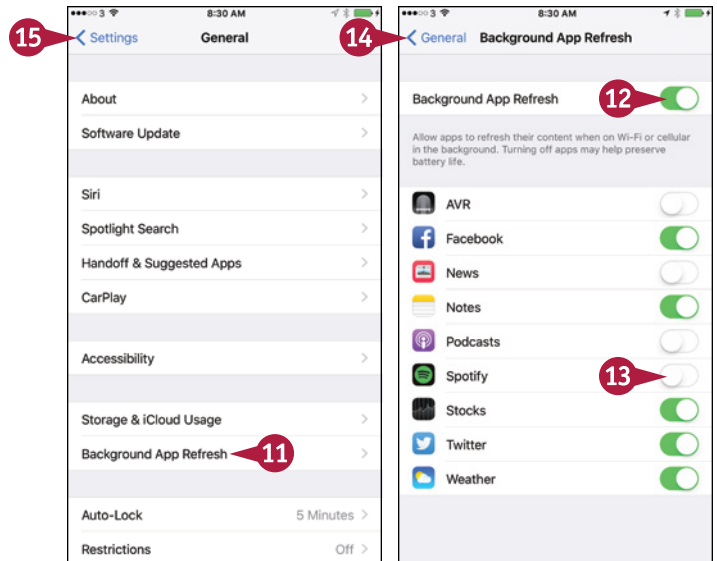 3 8:30 AM
15 Settings General
About
Software Update
Siri
Spotlight Search
Handoff & Suggested Apps
CarPlay
Accessibility
Storage & iCloud Usage
Background App Refresh 11
Auto-Lock 5 Minutes
Restrictions Off
3 8:30 AM
14 General Background App Refresh
Background App Refresh 12
Allow apps to refresh their content when on Wi-Fi or cellular
in the background. Turning off apps may help preserve
battery life.
AVR
Facebook
News
Notes
Podcasts
Spotify 13
Stocks
Twitter
Weather